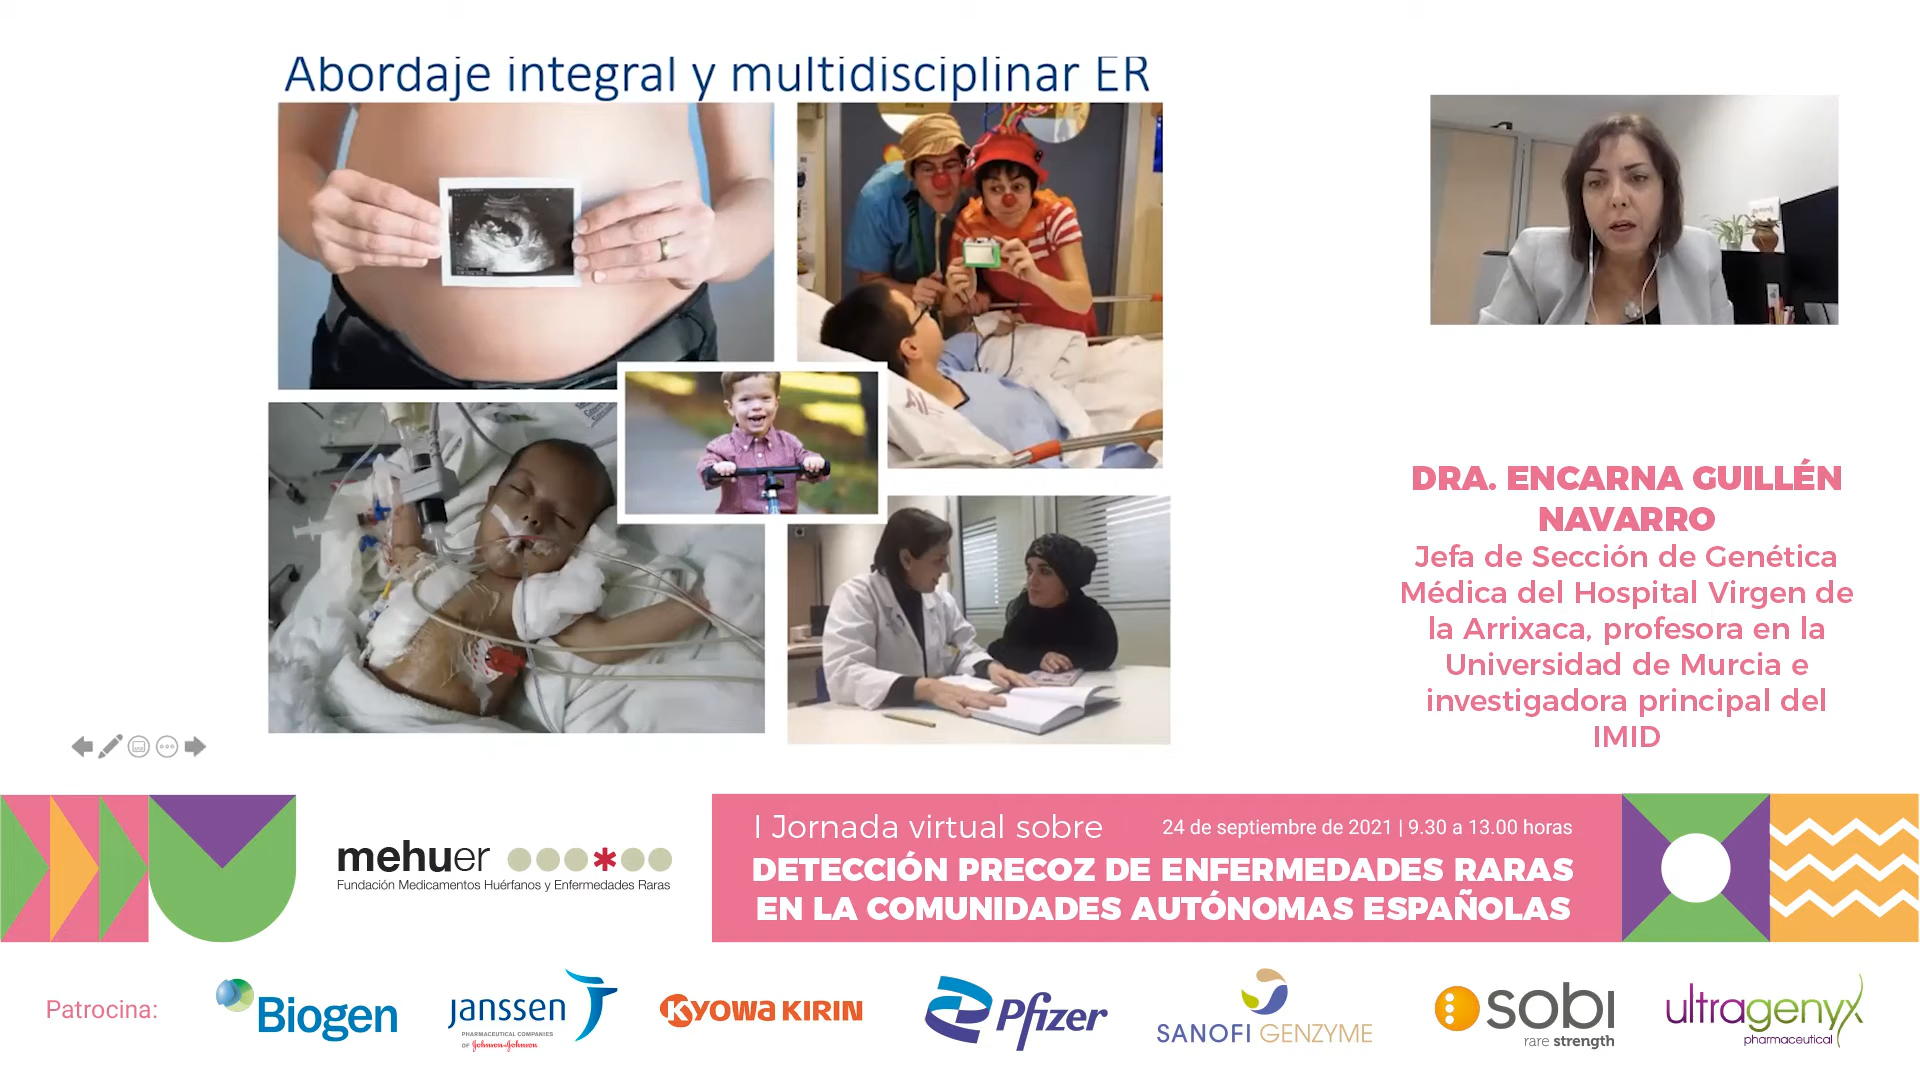 Abordaje integral y multidisciplinar ER
DRA. ENCARNA GUILLÉN
NAVARRO
Jefa de Sección de Genética
Médica del Hospital Virgen de
la Arrixaca, profesora en la
Universidad de Murcia e
investigadora principal del
IMID
mehuer
Fundación Medicamentos Huérfanos y Enfermedades Raras
I Jornada virtual sobre
24 de septiembre de 2021 | 9.30 a 13.00 horas
DETECCIÓN PRECOZ DE ENFERMEDADES RARAS
EN LA COMUNIDADES AUTÓNOMAS ESPAÑOLAS
Patrocina:
Biogen
janssen
PHARMACEUTICAL COMPANIES
OF Johnson & Johnson
KYOWA KIRIN
Pfizer
SANOFI GENZYME
sobi
rare strength
ultragenyx
pharmaceutical